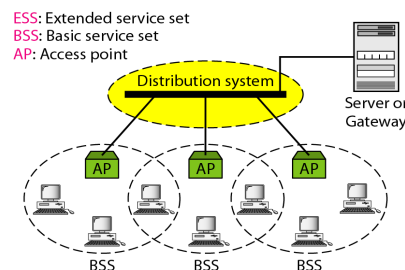 ESS: Extended service set
BSS: Basic service set
AP: Access point
Distribution system
Server or
Gateway
AP
AP
AP
BSS
BSS
BSS